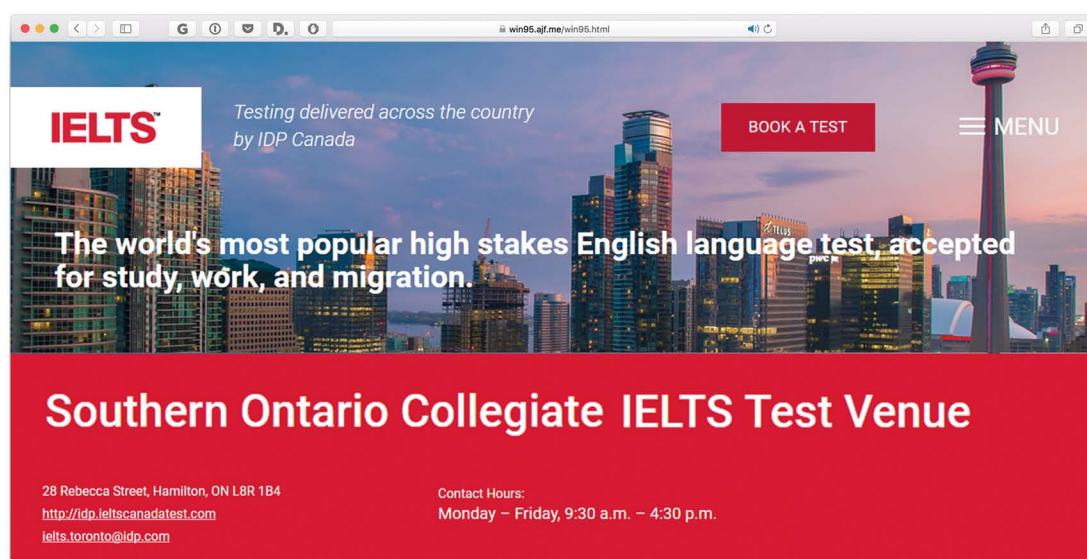 win95.ajf.me/win95.html
IELTS™
Testing delivered across the country
by IDP Canada
BOOK A TEST
MENU
TELUS
pwc
The world's most popular high stakes English language test, accepted
for study, work, and migration.
Southern Ontario Collegiate IELTS Test Venue
28 Rebecca Street, Hamilton, ON L8R 1B4
http://idp.ieltscanadatest.com
ielts.toronto@idp.com
Contact Hours:
Monday – Friday, 9:30 a.m. – 4:30 p.m.